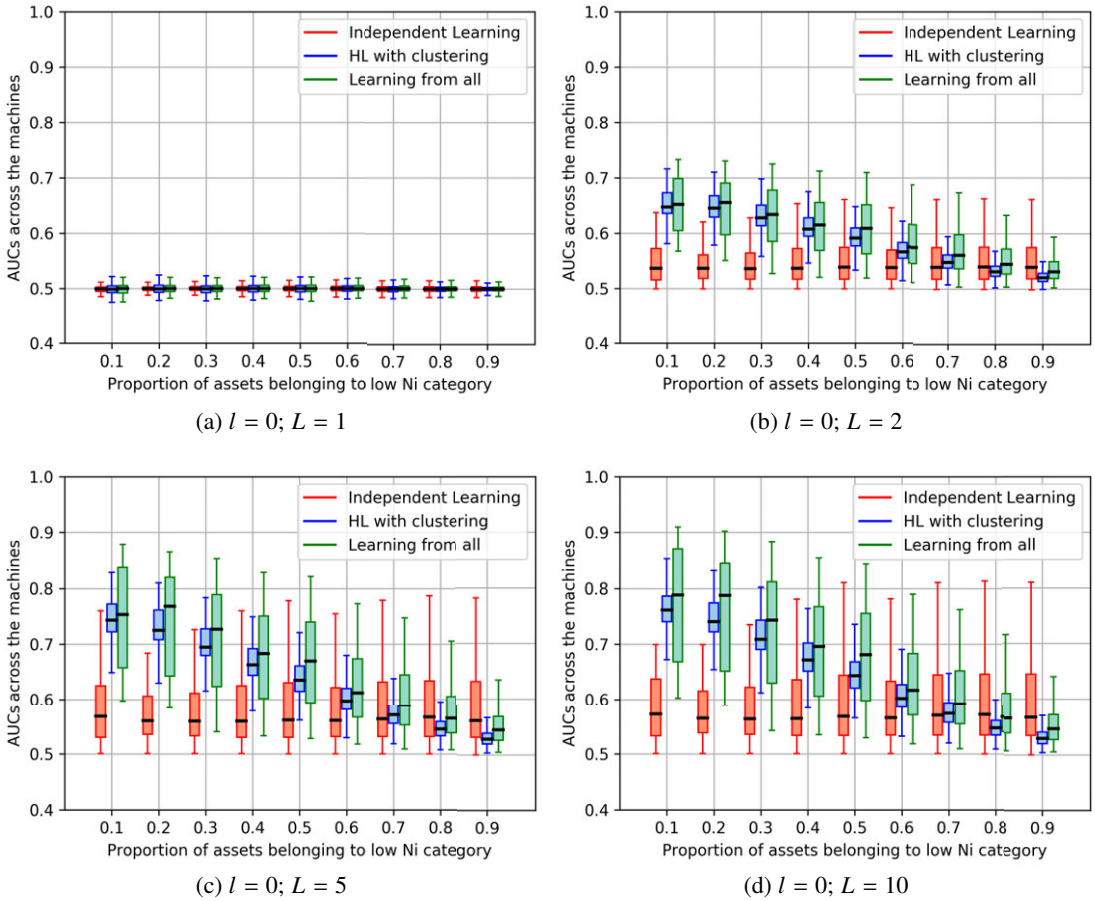 1.0
0.9
0.8
0.7
0.6
0.5
0.4
AUCs across the machines
Independent Learning
HL with clustering
Learning from all
0.1 0.2 0.3 0.4 0.5 0.6 0.7 0.8 0.9
Proportion of assets belonging to low Ni category
(a) l = 0; L = 1
1.0
0.9
0.8
0.7
0.6
0.5
0.4
AUCs across the machines
Independent Learning
HL with clustering
Learning from all
0.1 0.2 0.3 0.4 0.5 0.6 0.7 0.8 0.9
Proportion of assets belonging to low Ni category
(b) l = 0; L = 2
1.0
0.9
0.8
0.7
0.6
0.5
0.4
AUCs across the machines
Independent Learning
HL with clustering
Learning from all
0.1 0.2 0.3 0.4 0.5 0.6 0.7 0.8 0.9
Proportion of assets belonging to low Ni category
(c) l = 0; L = 5
1.0
0.9
0.8
0.7
0.6
0.5
0.4
AUCs across the machines
Independent Learning
HL with clustering
Learning from all
0.1 0.2 0.3 0.4 0.5 0.6 0.7 0.8 0.9
Proportion of assets belonging to low Ni category
(d) l = 0; L = 10